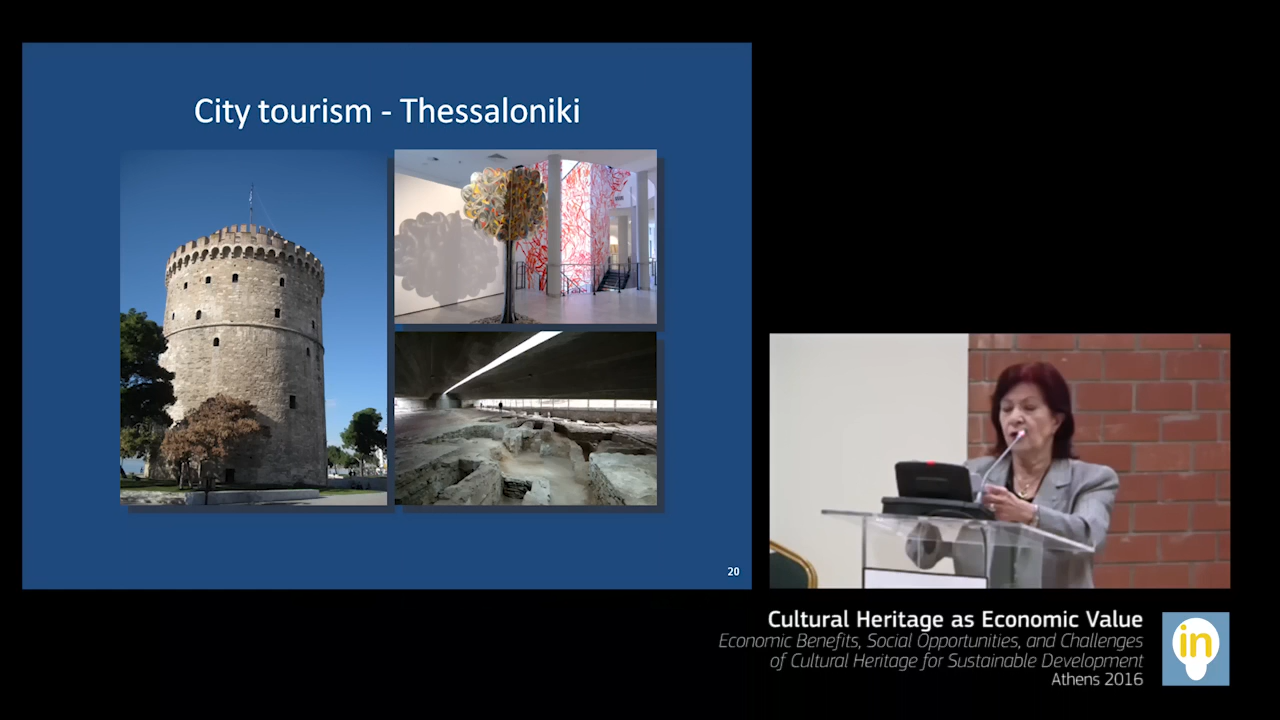 City tourism - Thessaloniki
20
Cultural Heritage as Economic Value
Economic Benefits, Social Opportunities, and Challenges
of Cultural Heritage for Sustainable Development
Athens 2016
in